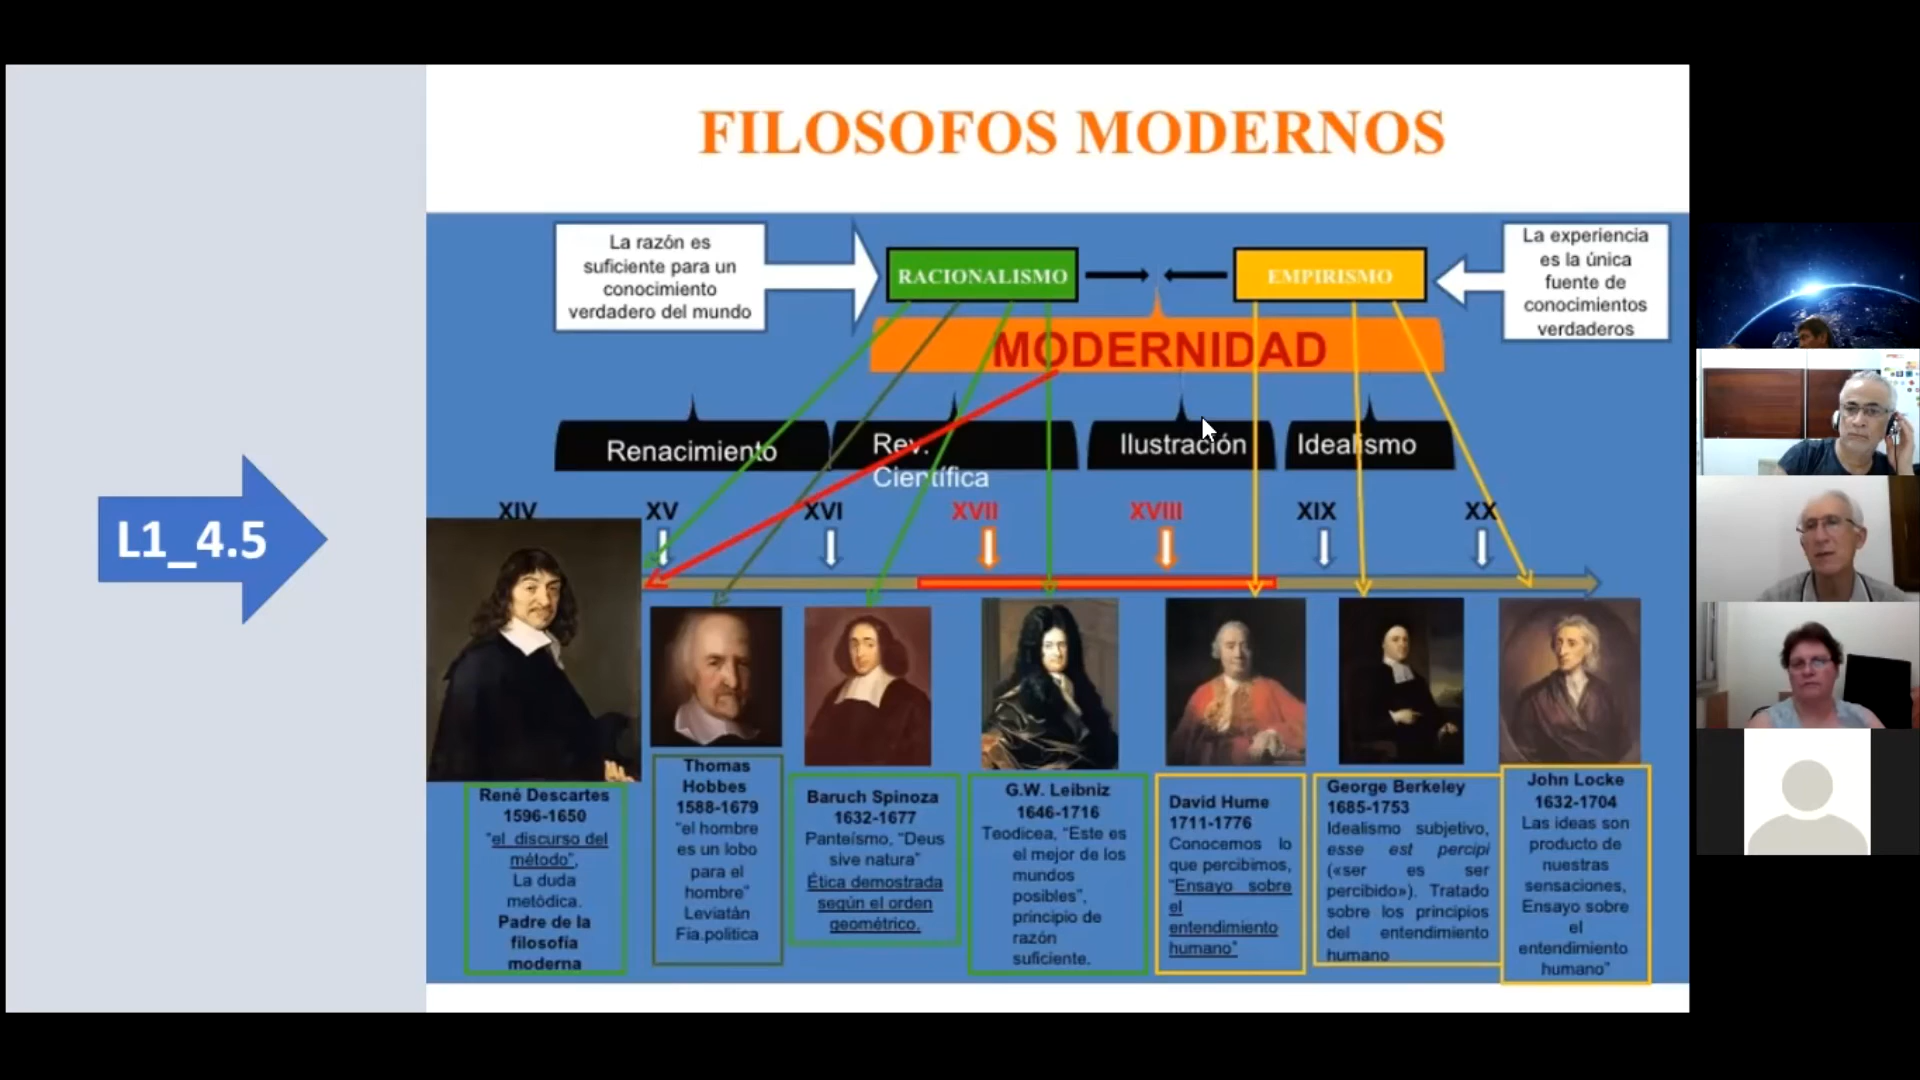 FILOSOFOS MODERNOS
L1_4.5
La razón es
suficiente para un
conocimiento
verdadero del mundo
RACIONALISMO
EMPIRISMO
La experiencia
es la única
fuente de
conocimientos
verdaderos
MODERNIDAD
Renacimiento
Rev.
Científica
Ilustración
Idealismo
XIV
XV
XVI
XVII
XVIII
XIX
XX
René Descartes
1596-1650
"el discurso del
método",
La duda
metódica.
Padre de la
filosofía
moderna
Thomas
Hobbes
1588-1679
"el hombre
es un lobo
para el
hombre"
Leviatán
Fia.politica
Baruch Spinoza
1632-1677
Panteísmo, "Deus
sive natura"
Ética demostrada
según el orden
geométrico.
G.W. Leibniz
1646-1716
Teodicea, "Este es
el mejor de los
mundos
posibles",
principio de
razón
suficiente.
David Hume
1711-1776
Conocemos lo
que percibimos,
"Ensayo sobre
el
entendimiento
humano"
George Berkeley
1685-1753
Idealismo subjetivo,
esse est percipi
(«ser es ser
percibido»). Tratado
sobre los principios
del entendimiento
humano
John Locke
1632-1704
Las ideas son
producto de
nuestras
sensaciones,
Ensayo sobre
el
entendimiento
humano"